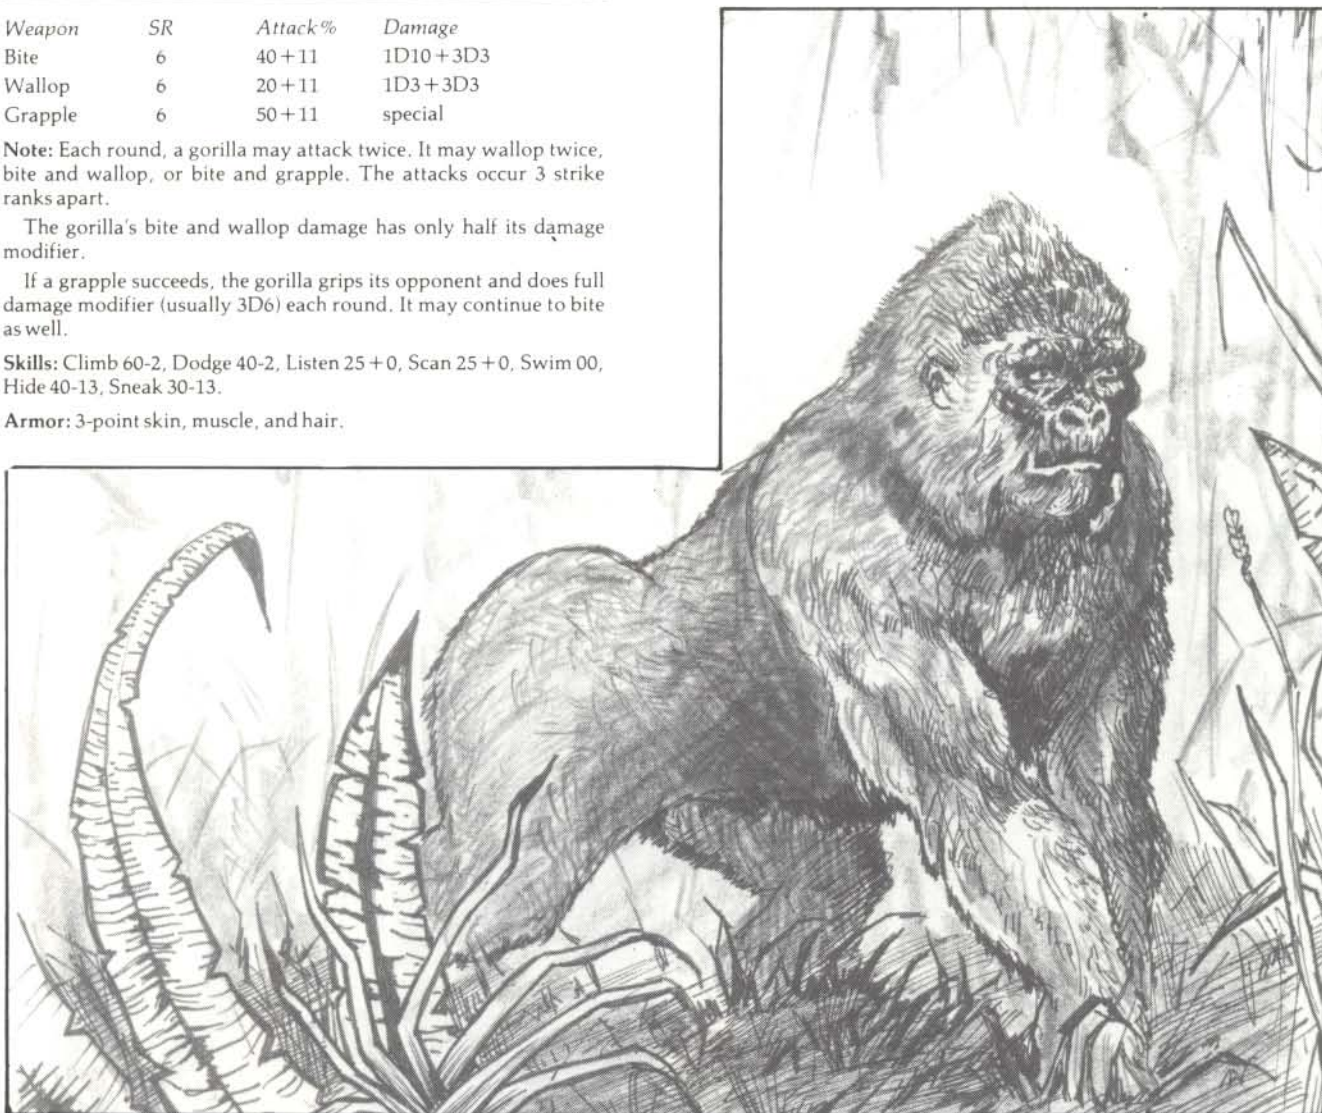 Weapon SR Attack% Damage
Bite 6 40+11 1D10+3D3
Wallop 6 20+11 1D3+3D3
Grapple 6 50+11 special
Note: Each round, a gorilla may attack twice. It may wallop twice,
bite and wallop, or bite and grapple. The attacks occur 3 strike
ranks apart.
The gorilla's bite and wallop damage has only half its damage
modifier.
If a grapple succeeds, the gorilla grips its opponent and does full
damage modifier (usually 3D6) each round. It may continue to bite
as well.
Skills: Climb 60-2, Dodge 40-2, Listen 25+0, Scan 25+0, Swim 00,
Hide 40-13, Sneak 30-13.
Armor: 3-point skin, muscle, and hair.